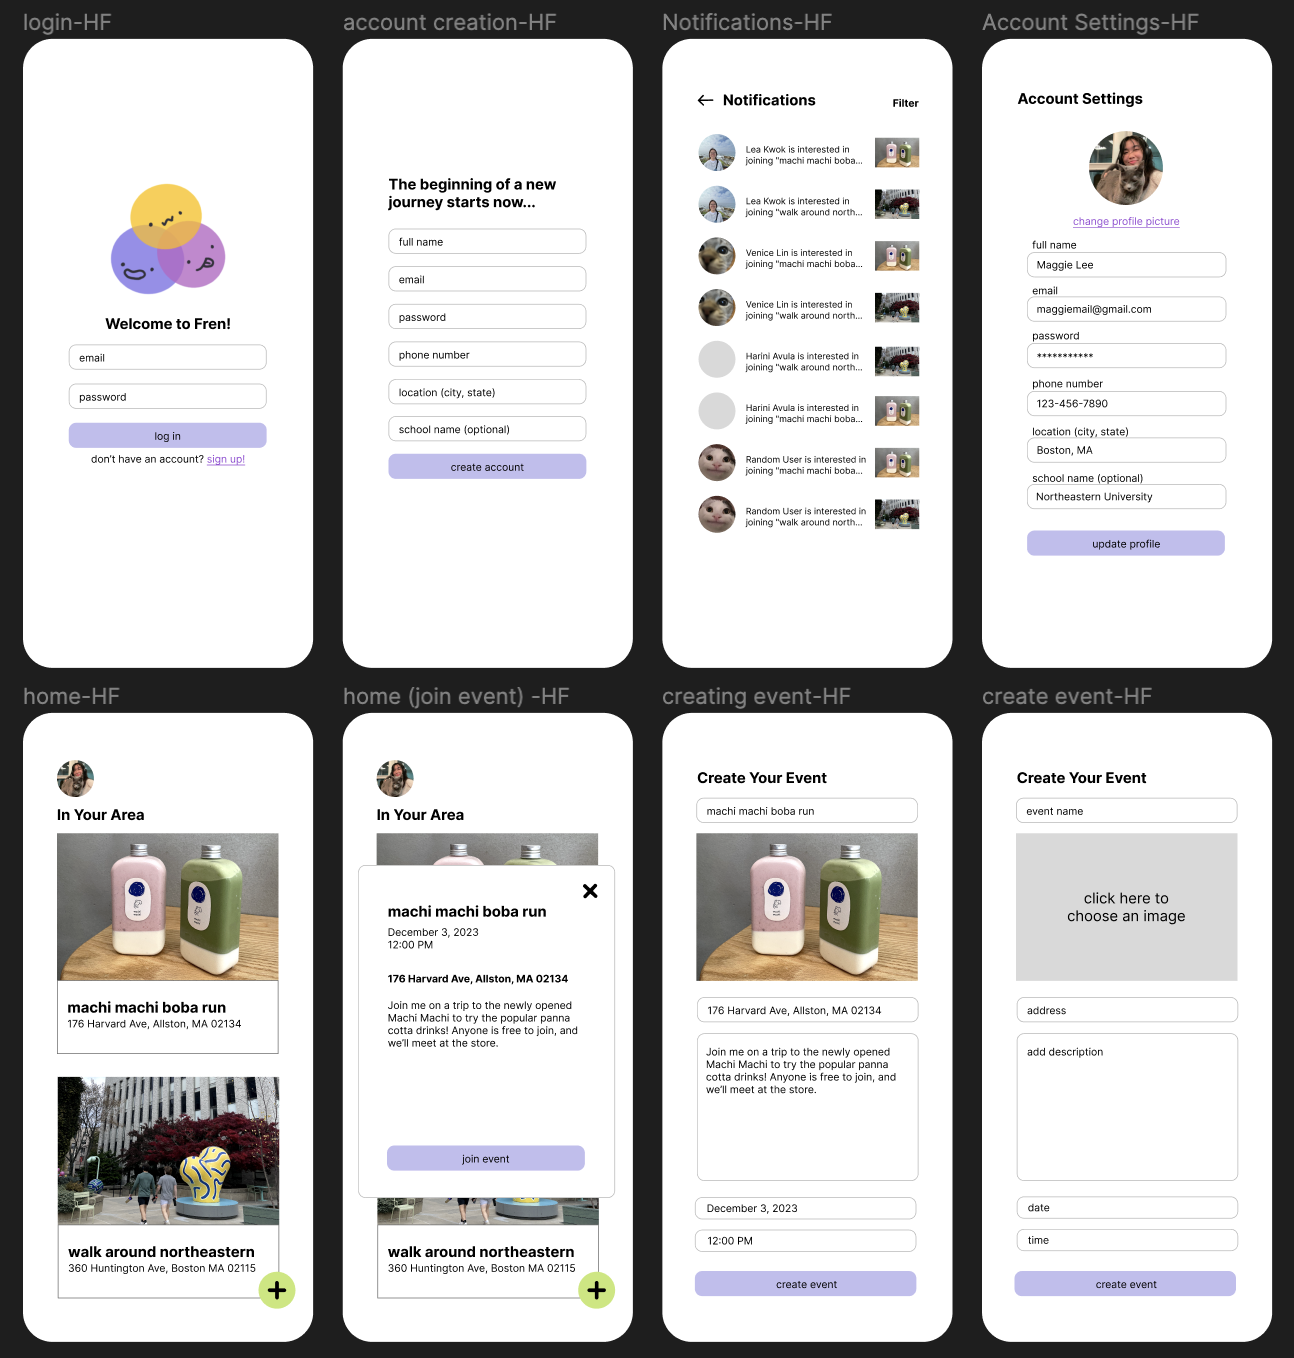 login-HF
Welcome to Fren!
email
password
log in
don't have an account? sign up!
account creation-HF
The beginning of a new
journey starts now...
full name
email
password
phone number
location (city, state)
school name (optional)
create account
Notifications-HF
Notifications
Filter
Lea Kwok is interested in
joining "machi machi boba...
Lea Kwok is interested in
joining "walk around north...
Venice Lin is interested in
joining "machi machi boba...
Venice Lin is interested in
joining "walk around north...
Harini Avula is interested in
joining "walk around north...
Harini Avula is interested in
joining "machi machi boba...
Random User is interested in
joining "machi machi boba...
Random User is interested in
joining "walk around north...
Account Settings-HF
Account Settings
change profile picture
full name
Maggie Lee
email
maggiemail@gmail.com
password
***********
phone number
123-456-7890
location (city, state)
Boston, MA
school name (optional)
Northeastern University
update profile
home-HF
In Your Area
machi machi boba run
176 Harvard Ave, Allston, MA 02134
walk around northeastern
360 Huntington Ave, Boston MA 02115
home (join event) -HF
In Your Area
machi machi boba run
December 3, 2023
12:00 PM
176 Harvard Ave, Allston, MA 02134
Join me on a trip to the newly opened
Machi Machi to try the popular panna
cotta drinks! Anyone is free to join, and
we'll meet at the store.
join event
walk around northeastern
360 Huntington Ave, Boston MA 02115
creating event-HF
Create Your Event
machi machi boba run
176 Harvard Ave, Allston, MA 02134
Join me on a trip to the newly opened
Machi Machi to try the popular panna
cotta drinks! Anyone is free to join, and
we'll meet at the store.
December 3, 2023
12:00 PM
create event
create event-HF
Create Your Event
event name
click here to
choose an image
address
add description
date
time
create event